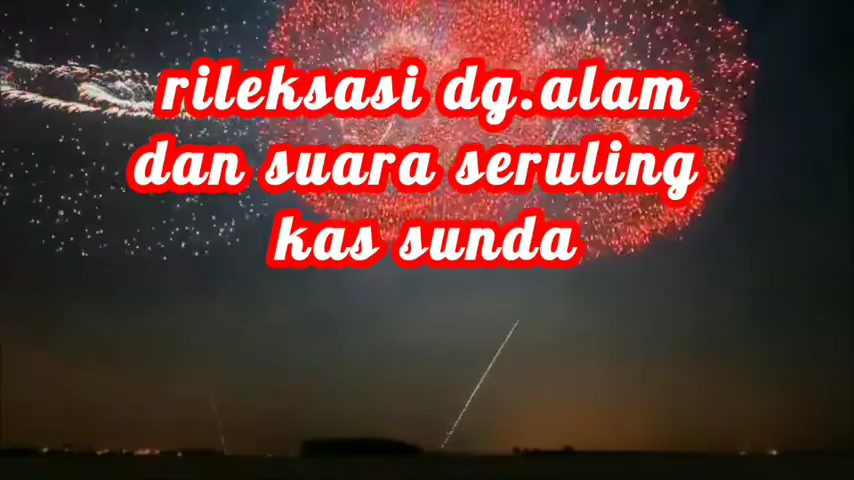 rileksasi dg.alam
dan suara seruling
kas sunda